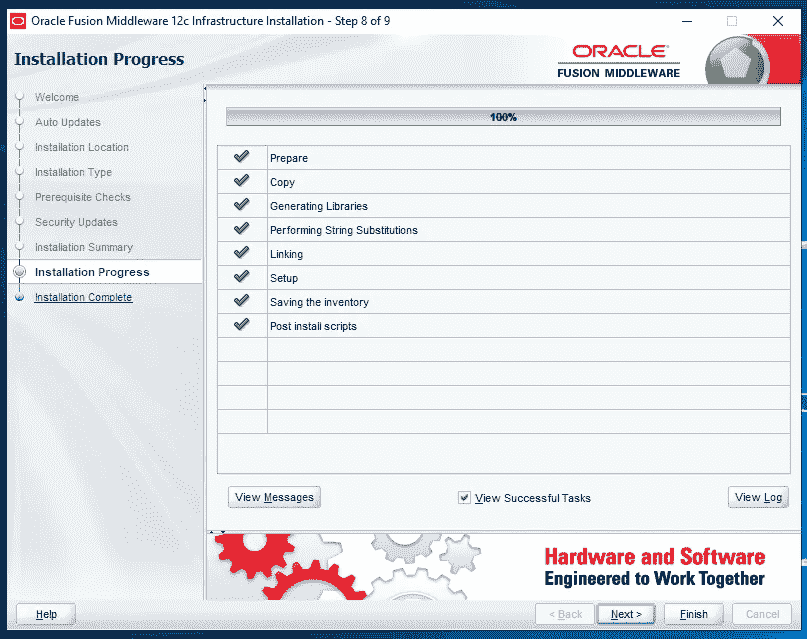 Oracle Fusion Middleware 12c Infrastructure Installation - Step 8 of 9
Installation Progress
ORACLE
FUSION MIDDLEWARE
Welcome
Auto Updates
Installation Location
Installation Type
Prerequisite Checks
Security Updates
Installation Summary
Installation Progress
Installation Complete
100%
Prepare
Copy
Generating Libraries
Performing String Substitutions
Linking
Setup
Saving the inventory
Post install scripts
View Messages
View Successful Tasks
View Log
Hardware and Software
Engineered to Work Together
Help
< Back
Next >
Finish
Cancel